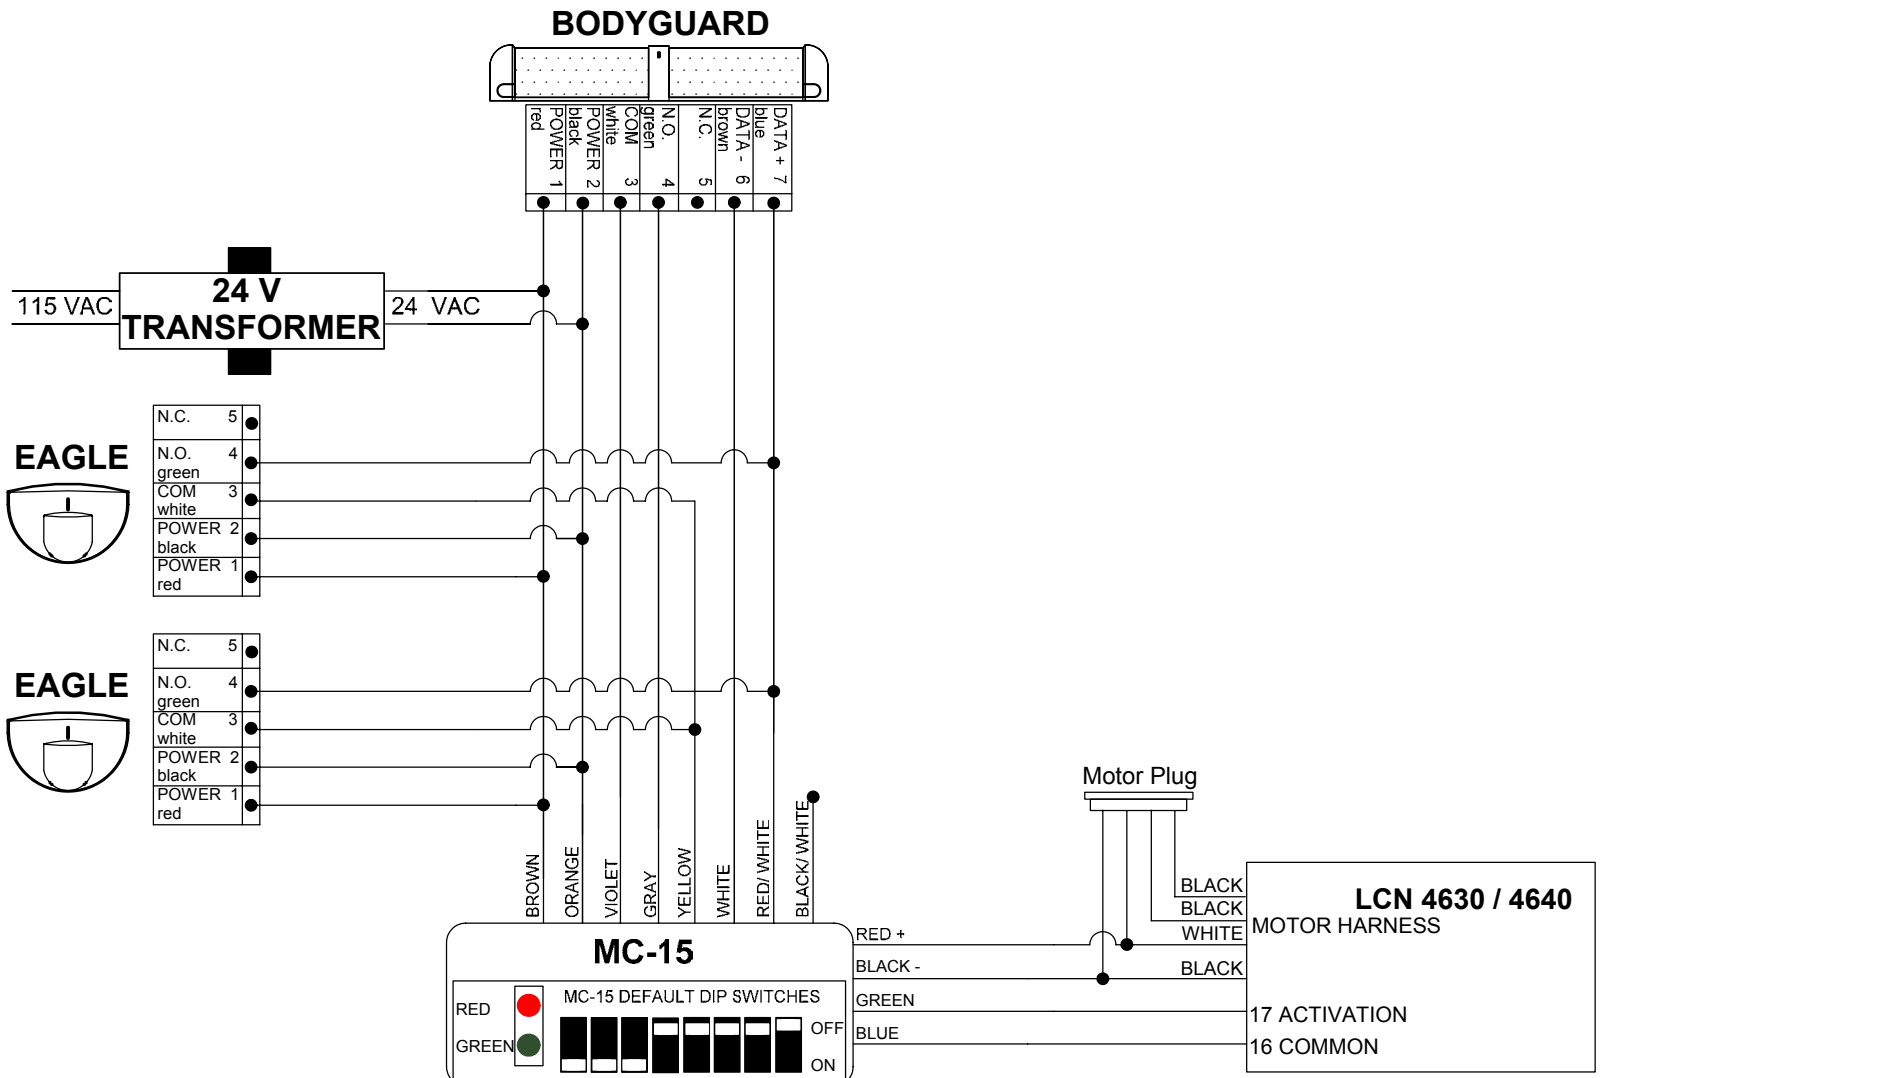 BODYGUARD
red
POWER 1
black
POWER 2
white
COM 3
green
N.O. 4
N.C. 5
brown
DATA - 6
blue
DATA + 7
115 VAC
24 V
TRANSFORMER
24 VAC
EAGLE
N.C. 5
N.O. 4
green
COM 3
white
POWER 2
black
POWER 1
red
EAGLE
N.C. 5
N.O. 4
green
COM 3
white
POWER 2
black
POWER 1
red
BROWN
ORANGE
VIOLET
GRAY
YELLOW
WHITE
RED/ WHITE
BLACK/ WHITE
Motor Plug
MC-15
RED +
BLACK -
GREEN
BLUE
MC-15 DEFAULT DIP SWITCHES
RED
GREEN
OFF
ON
BLACK
BLACK
WHITE
BLACK
LCN 4630 / 4640
MOTOR HARNESS
17 ACTIVATION
16 COMMON